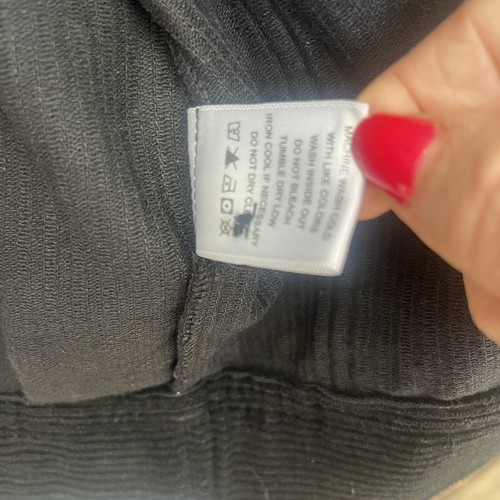 MACHINE WASH COLD
WITH LIKE COLORS
WASH INSIDE OUT
DO NOT BLEACH
TUMBLE DRY LOW
IRON COOL IF NECESSARY
DO NOT DRY